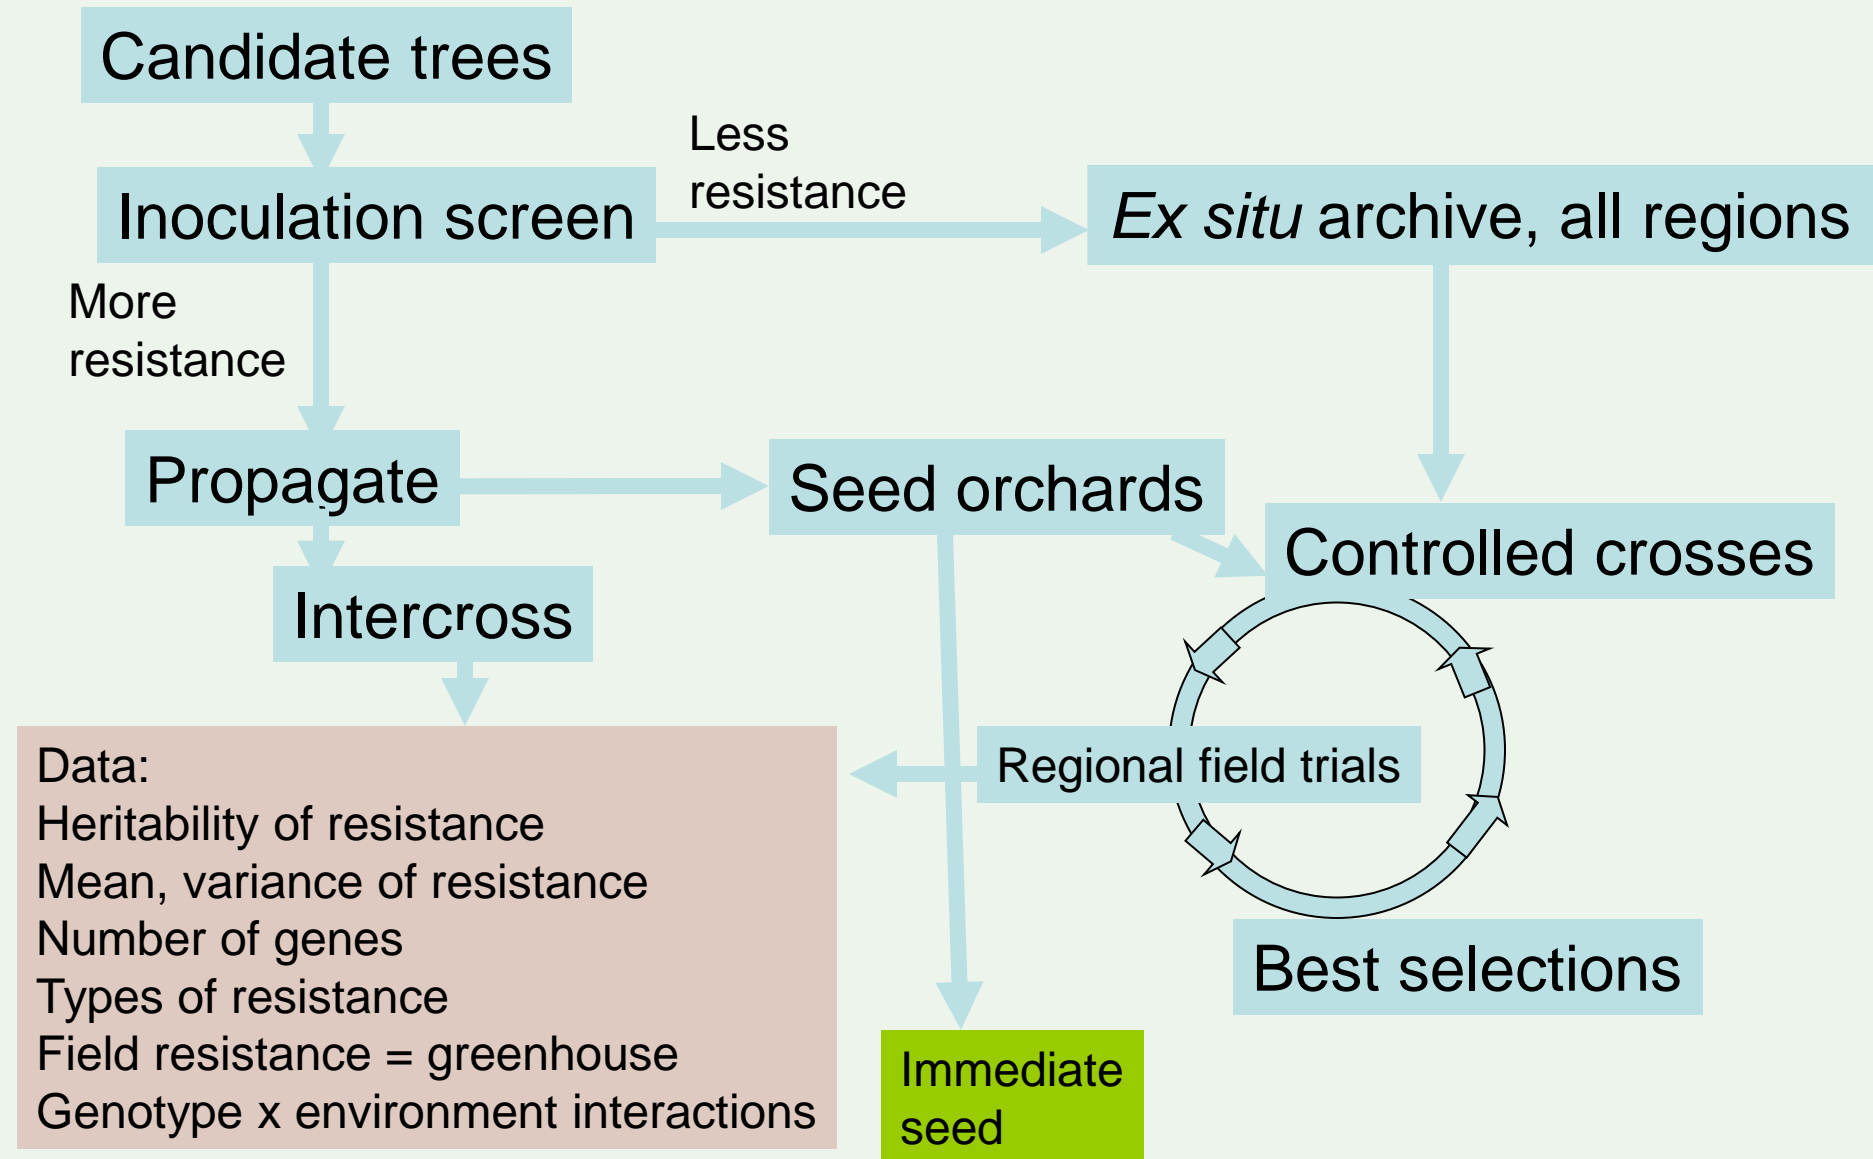 Candidate trees
Less
resistance
Inoculation screen
Ex situ archive, all regions
More
resistance
Propagate
Seed orchards
Controlled crosses
Intercross
Regional field trials
Data:
Heritability of resistance
Mean, variance of resistance
Number of genes
Types of resistance
Field resistance = greenhouse
Genotype x environment interactions
Best selections
Immediate
seed